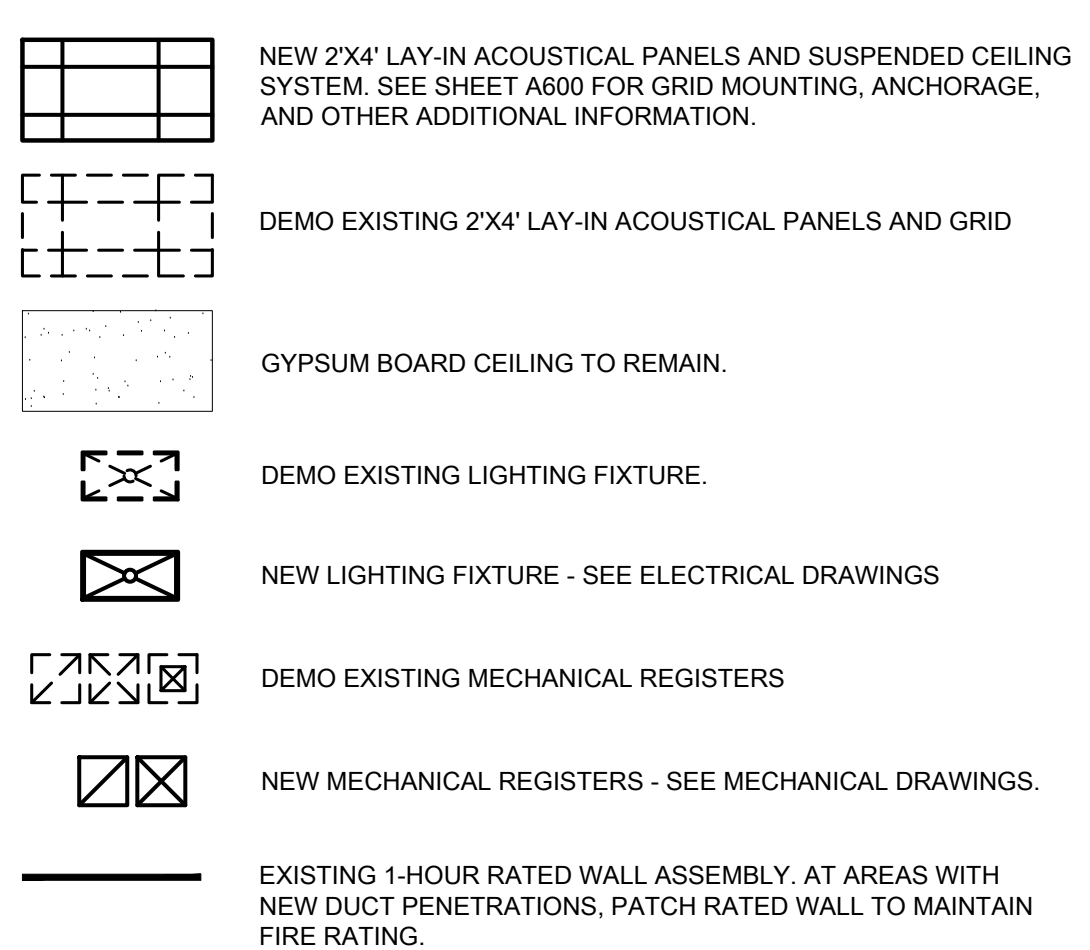 NEW 2'X4' LAY-IN ACOUSTICAL PANELS AND SUSPENDED CEILING
SYSTEM. SEE SHEET A600 FOR GRID MOUNTING, ANCHORAGE,
AND OTHER ADDITIONAL INFORMATION.
DEMO EXISTING 2'X4' LAY-IN ACOUSTICAL PANELS AND GRID
GYPSUM BOARD CEILING TO REMAIN.
DEMO EXISTING LIGHTING FIXTURE.
NEW LIGHTING FIXTURE - SEE ELECTRICAL DRAWINGS
DEMO EXISTING MECHANICAL REGISTERS
NEW MECHANICAL REGISTERS - SEE MECHANICAL DRAWINGS.
EXISTING 1-HOUR RATED WALL ASSEMBLY. AT AREAS WITH
NEW DUCT PENETRATIONS, PATCH RATED WALL TO MAINTAIN
FIRE RATING.